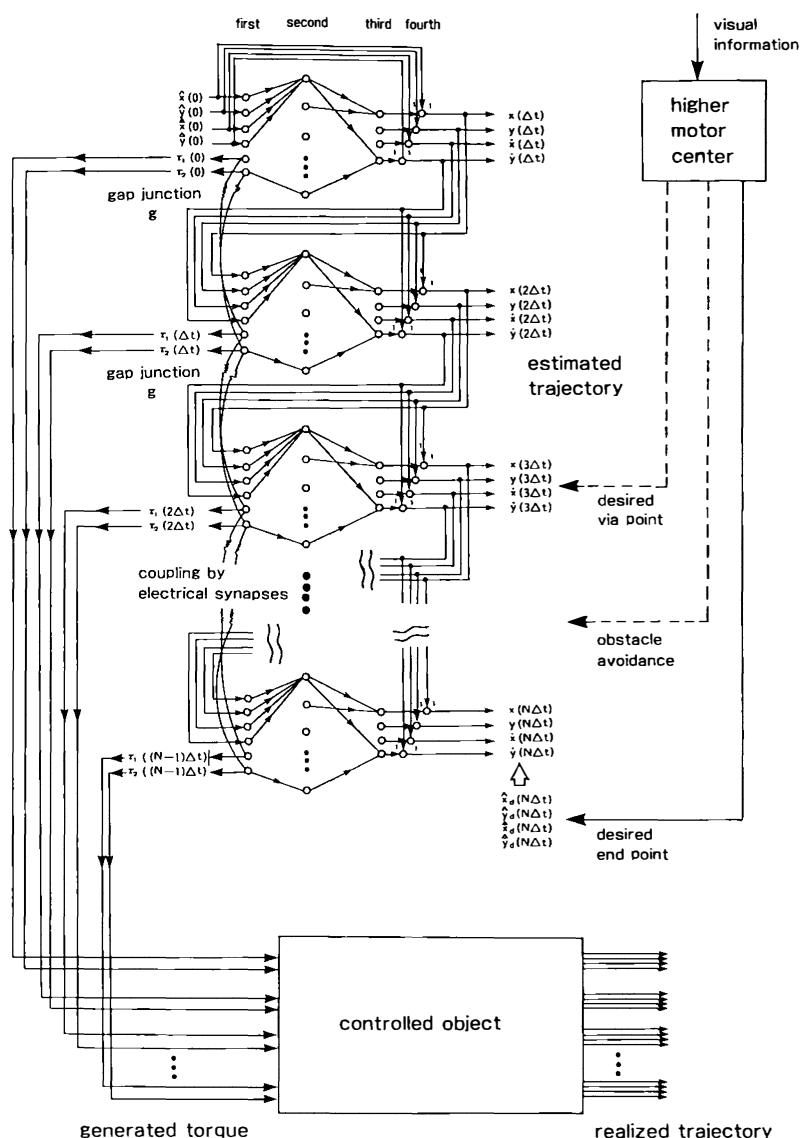 first second third fourth
visual
information
higher
motor
center
x̂ (0)
ŷ (0)
x̂̇ (0)
ŷ̇ (0)
τ₁ (0)
τ₂ (0)
x (Δt)
y (Δt)
ẋ (Δt)
ẏ (Δt)
gap junction
g
x (2Δt)
y (2Δt)
ẋ (2Δt)
ẏ (2Δt)
τ₁ (Δt)
τ₂ (Δt)
gap junction
g
estimated
trajectory
x (3Δt)
y (3Δt)
ẋ (3Δt)
ẏ (3Δt)
τ₁ (2Δt)
τ₂ (2Δt)
desired
via point
coupling by
electrical synapses
obstacle
avoidance
x (NΔt)
y (NΔt)
ẋ (NΔt)
ẏ (NΔt)
τ₁ ((N-1)Δt)
τ₂ ((N-1)Δt)
x̂d(NΔt)
ŷd(NΔt)
x̂̇d(NΔt)
ŷ̇d(NΔt)
desired
end point
controlled object
generated torque
realized trajectory